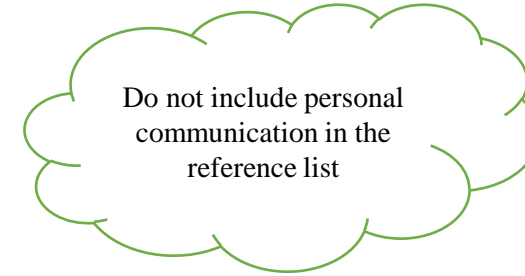 Do not include personal
communication in the
reference list